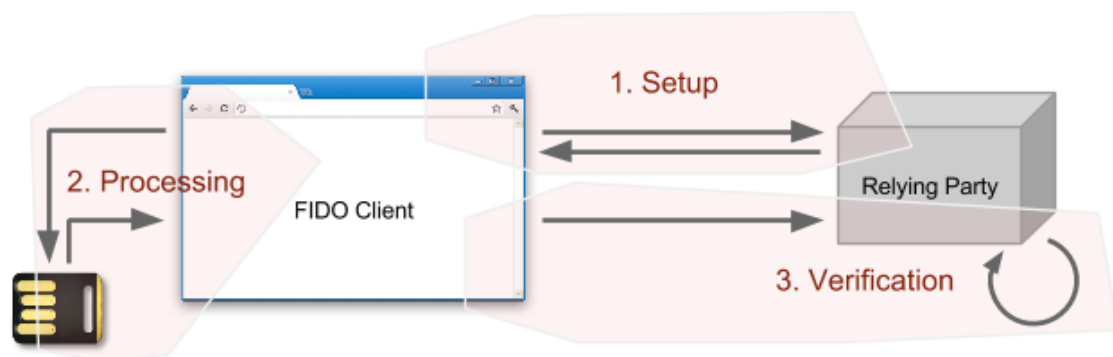 1. Setup
2. Processing
FIDO Client
Relying Party
3. Verification